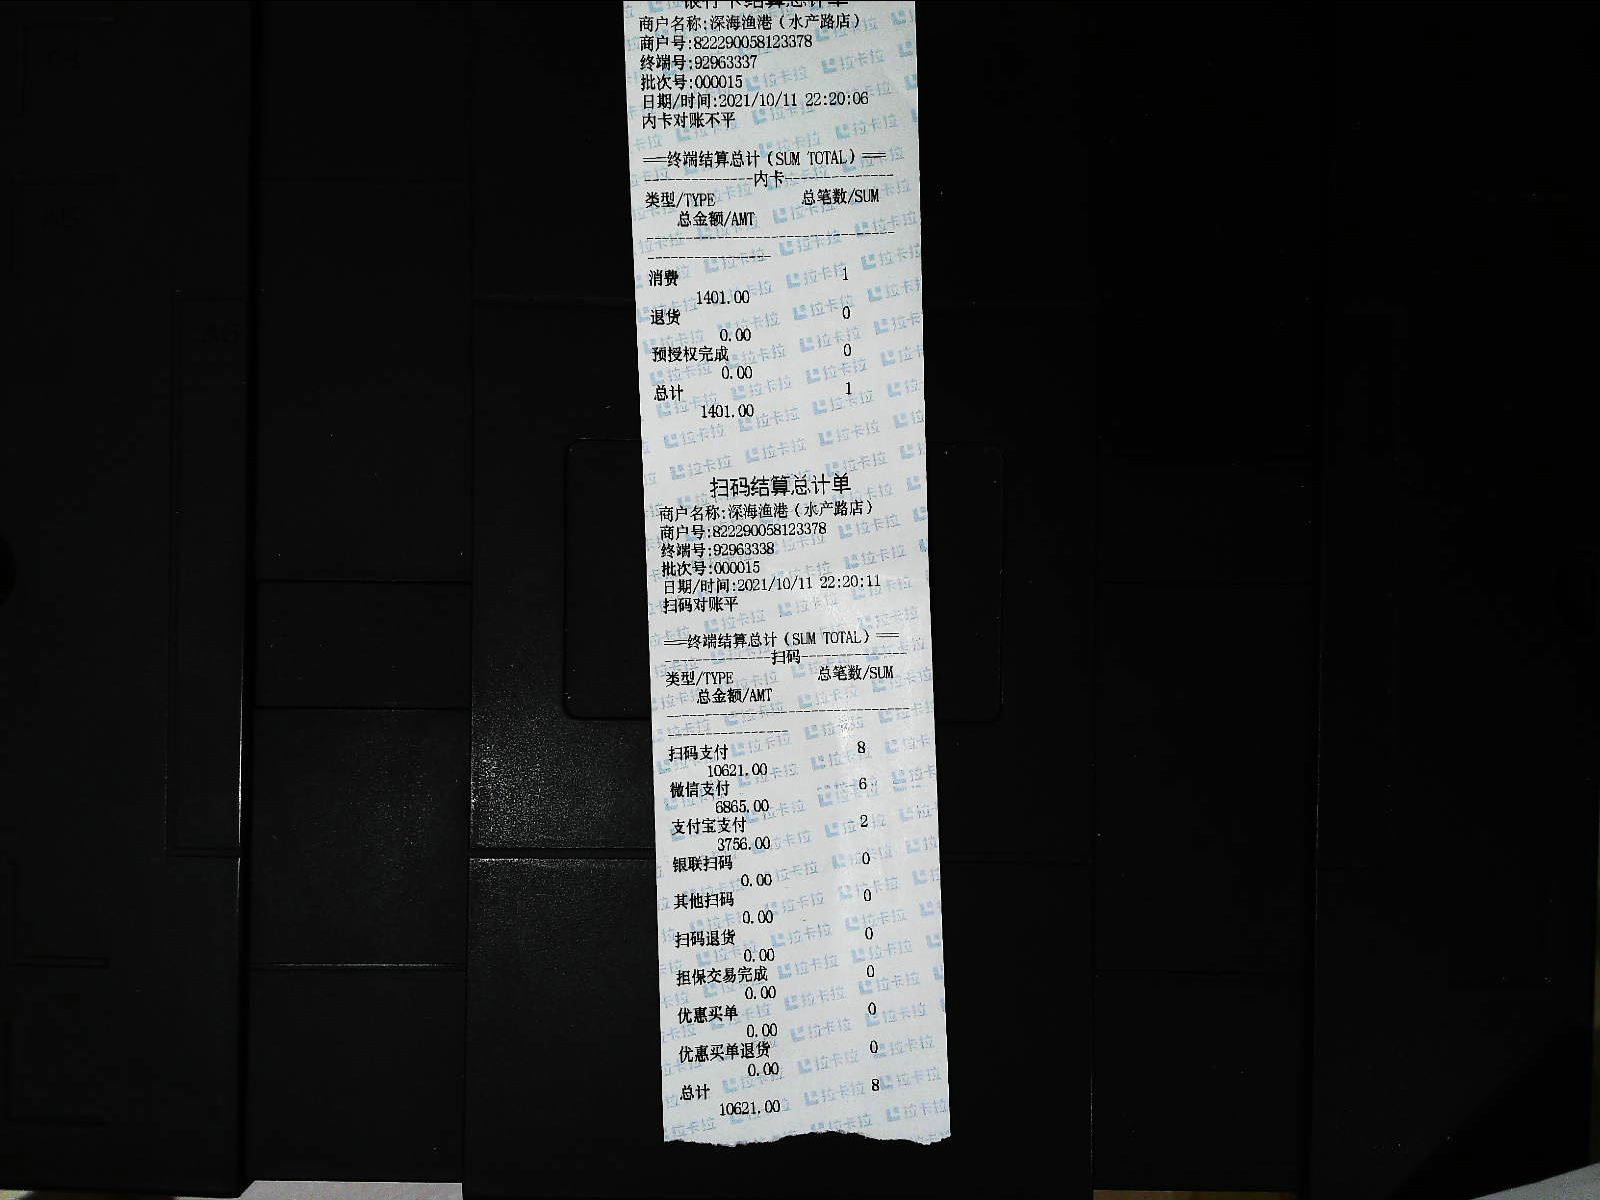 银行卡结算总计单
商户名称:深海渔港（水产路店）
商户号:822290058123378
终端号:92963337
批次号:000015
日期/时间:2021/10/11 22:20:06
内卡对账不平
══终端结算总计（SUM TOTAL）══
--------------内卡--------------
类型/TYPE 总笔数/SUM
总金额/AMT
消费 1
1401.00
退货 0
0.00
预授权完成 0
0.00
总计 1
1401.00
扫码结算总计单
商户名称:深海渔港（水产路店）
商户号:822290058123378
终端号:92963338
批次号:000015
日期/时间:2021/10/11 22:20:11
扫码对账平
══终端结算总计（SUM TOTAL）══
--------------扫码--------------
类型/TYPE 总笔数/SUM
总金额/AMT
扫码支付 8
10621.00
微信支付 6
6865.00
支付宝支付 2
3756.00
银联扫码 0
0.00
其他扫码 0
0.00
扫码退货 0
0.00
担保交易完成 0
0.00
优惠买单 0
0.00
优惠买单退货 0
0.00
总计 8
10621.00
拉卡拉